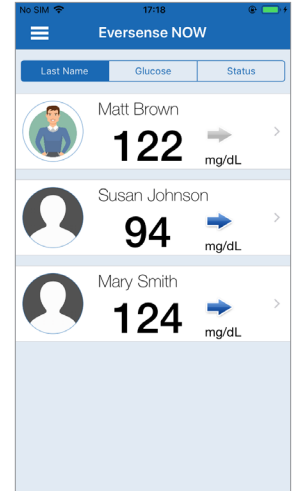 No SIM 17:18
Eversense NOW
Last Name Glucose Status
Matt Brown
122 mg/dL
Susan Johnson
94 mg/dL
Mary Smith
124 mg/dL